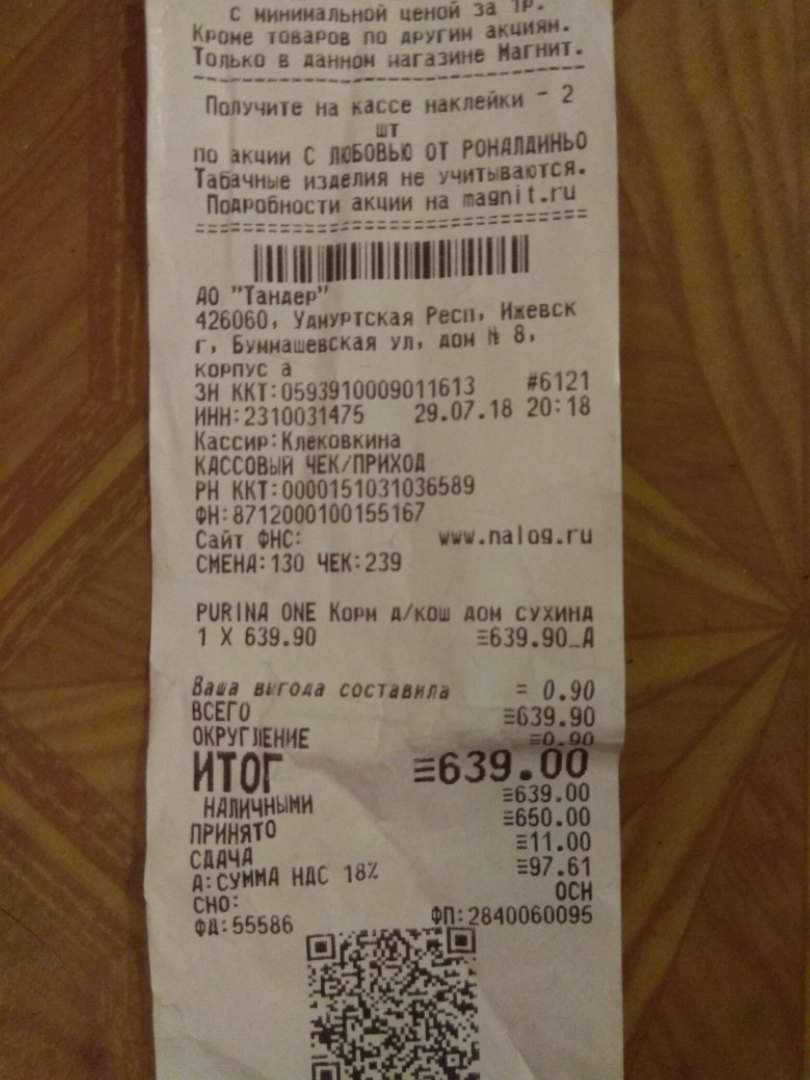 С минимальной ценой за 1Р.
Кроме товаров по другим акциям.
Только в данном магазине Магнит.
Получите на кассе наклейки - 2
шт
по акции С ЛЮБОВЬЮ ОТ РОНАЛДИНЬО
Табачные изделия не учитываются.
Подробности акции на magnit.ru
АО "Тандер"
426060, Удмуртская Респ, Ижевск
г, Буммашевская ул, дом № 8,
корпус а
ЗН ККТ:0593910009011613 #6121
ИНН:2310031475 29.07.18 20:18
Кассир:Клековкина
КАССОВЫЙ ЧЕК/ПРИХОД
РН ККТ:0000151031036589
ФН:8712000100155167
Сайт ФНС: www.nalog.ru
СМЕНА:130 ЧЕК:239
PURINA ONE Корм д/кош дом СУХИНА
1 X 639.90 ≡639.90_А
Ваша выгода составила = 0.90
ВСЕГО ≡639.90
ОКРУГЛЕНИЕ ≡0.90
ИТОГ ≡639.00
НАЛИЧНЫМИ ≡639.00
ПРИНЯТО ≡650.00
СДАЧА ≡11.00
А:СУММА НДС 18% ≡97.61
СНО: ОСН
ФД:55586 ФП:2840060095